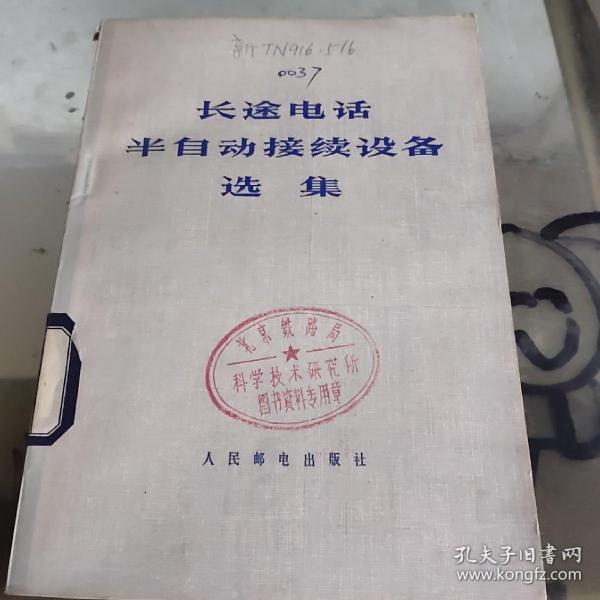 新TN916.516
0037
长途电话
半自动接续设备
选集
北京铁路局
科学技术研究所
图书资料专用章
人民邮电出版社
孔夫子旧书网
www.kongfz.com